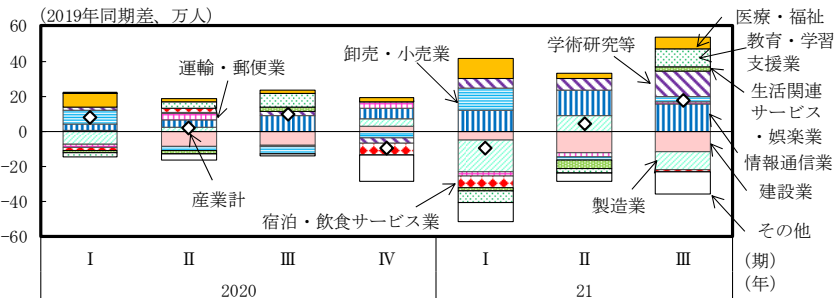 (2019年同期差、万人)
60
40
20
0
−20
−40
−60
運輸・郵便業
卸売・小売業
学術研究等
医療・福祉
教育・学習
支援業
生活関連
サービス
・娯楽業
情報通信業
建設業
その他
製造業
宿泊・飲食サービス業
産業計
Ⅰ
Ⅱ
Ⅲ
Ⅳ
Ⅰ
Ⅱ
Ⅲ
(期)
2020
21
(年)